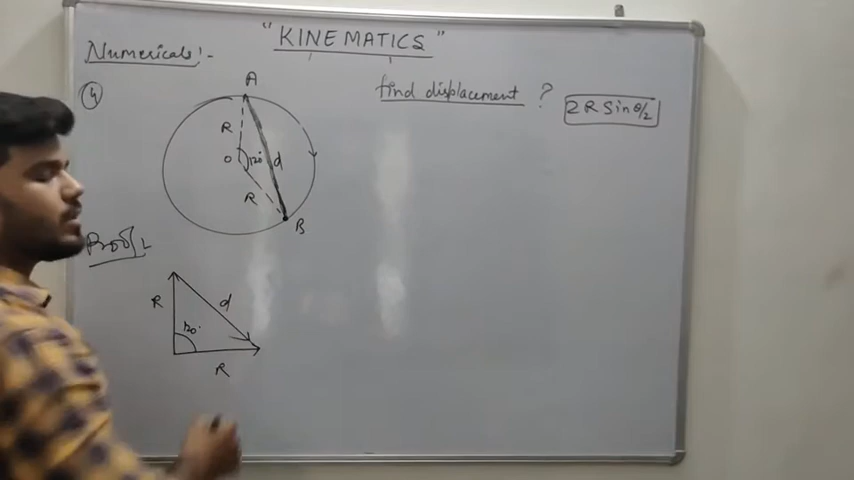 "KINEMATICS"
Numericals:-
④
find displacement ?
2R Sin θ/2
A
R
O
120°
d
R
B
Proof
R
d
120°
R